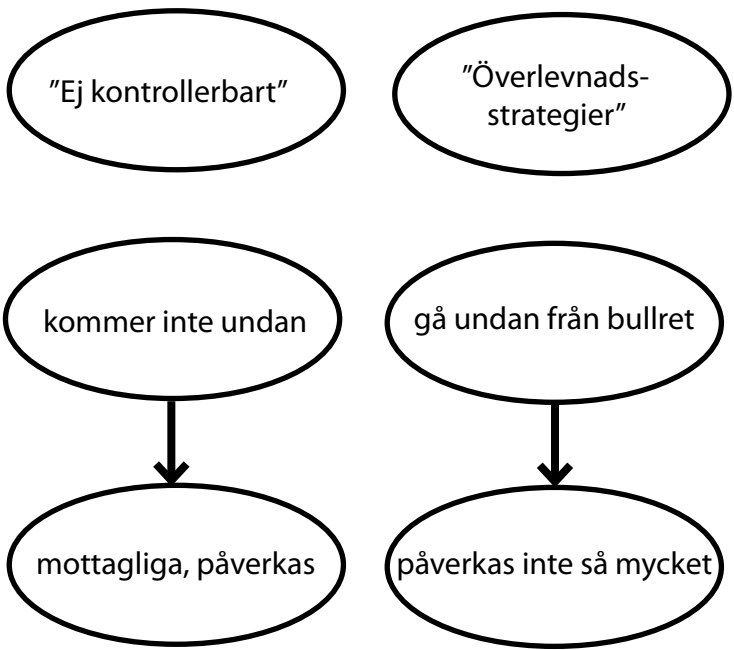 ”Ej kontrollerbart”
”Överlevnads-
strategier”
kommer inte undan
gå undan från bullret
mottagliga, påverkas
påverkas inte så mycket